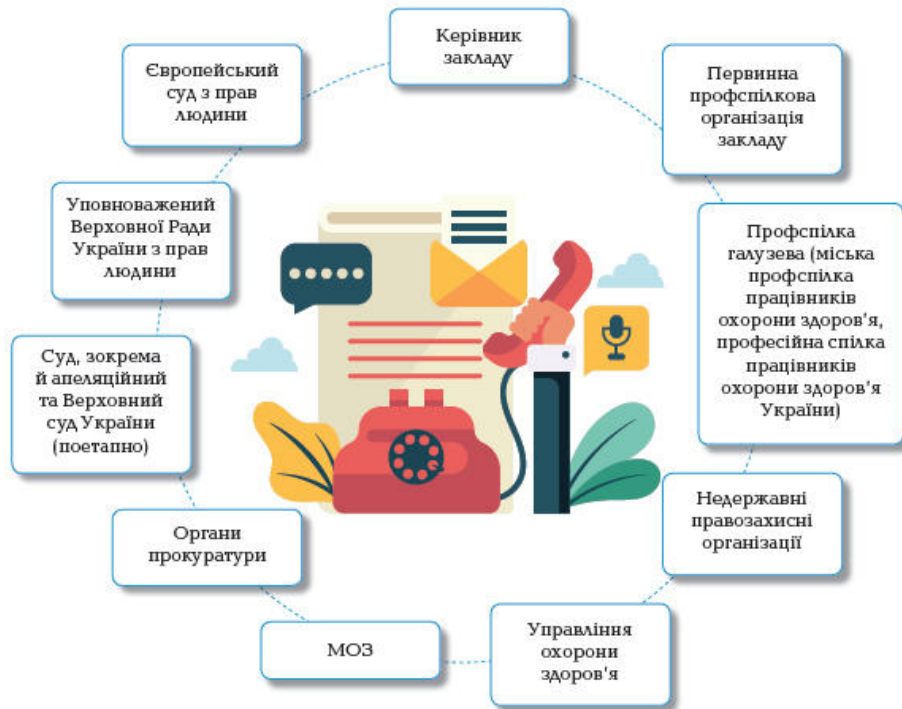 Керівник
закладу
Первинна
профспілкова
організація
закладу
Профспілка
галузева (міська
профспілка
працівників
охорони здоров'я,
професійна спілка
працівників
охорони здоров'я
України)
Недержавні
правозахисні
організації
Управління
охорони
здоров'я
МОЗ
Органи
прокуратури
Суд, зокрема
й апеляційний
та Верховний
суд України
(поетапно)
Уповноважений
Верховної Ради
України з прав
людини
Європейський
суд з прав
людини